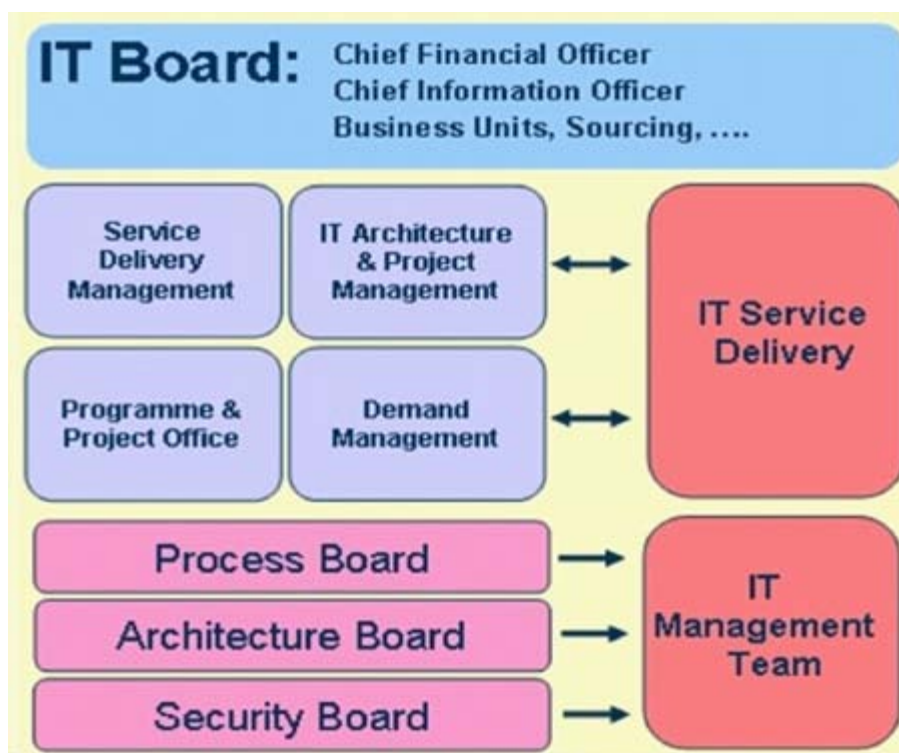 IT Board:
Chief Financial Officer
Chief Information Officer
Business Units, Sourcing, ....
Service
Delivery
Management
IT Architecture
& Project
Management
IT Service
Delivery
Programme &
Project Office
Demand
Management
Process Board
Architecture Board
Security Board
IT
Management
Team